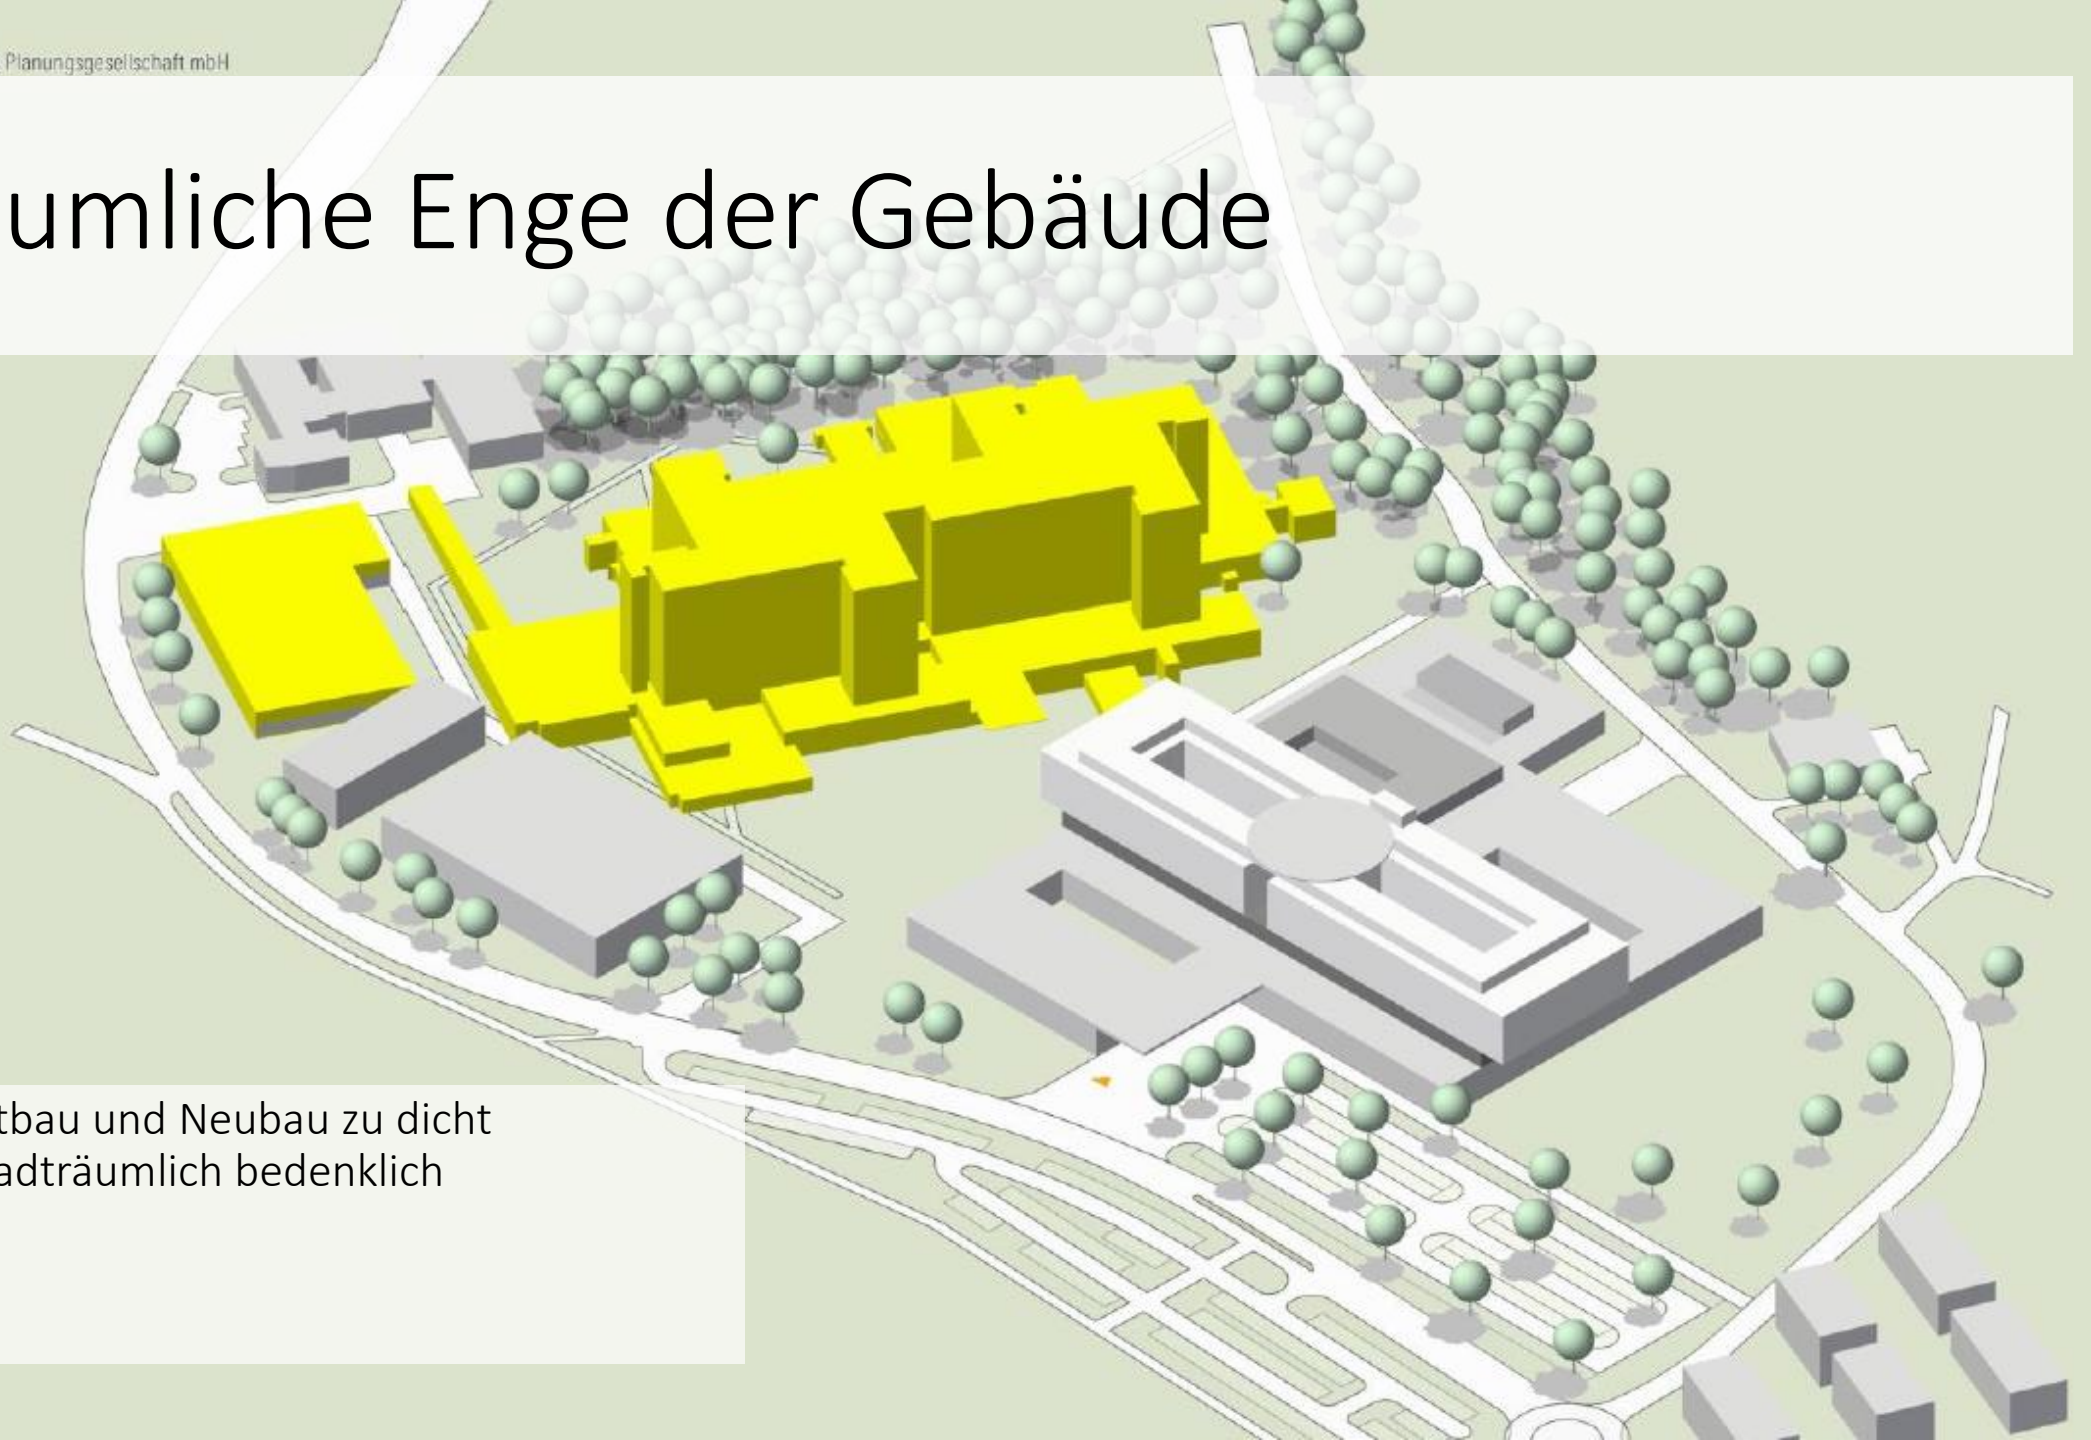 Planungsgesellschaft mbH
umliche Enge der Gebäude
tbau und Neubau zu dicht
adträumlich bedenklich